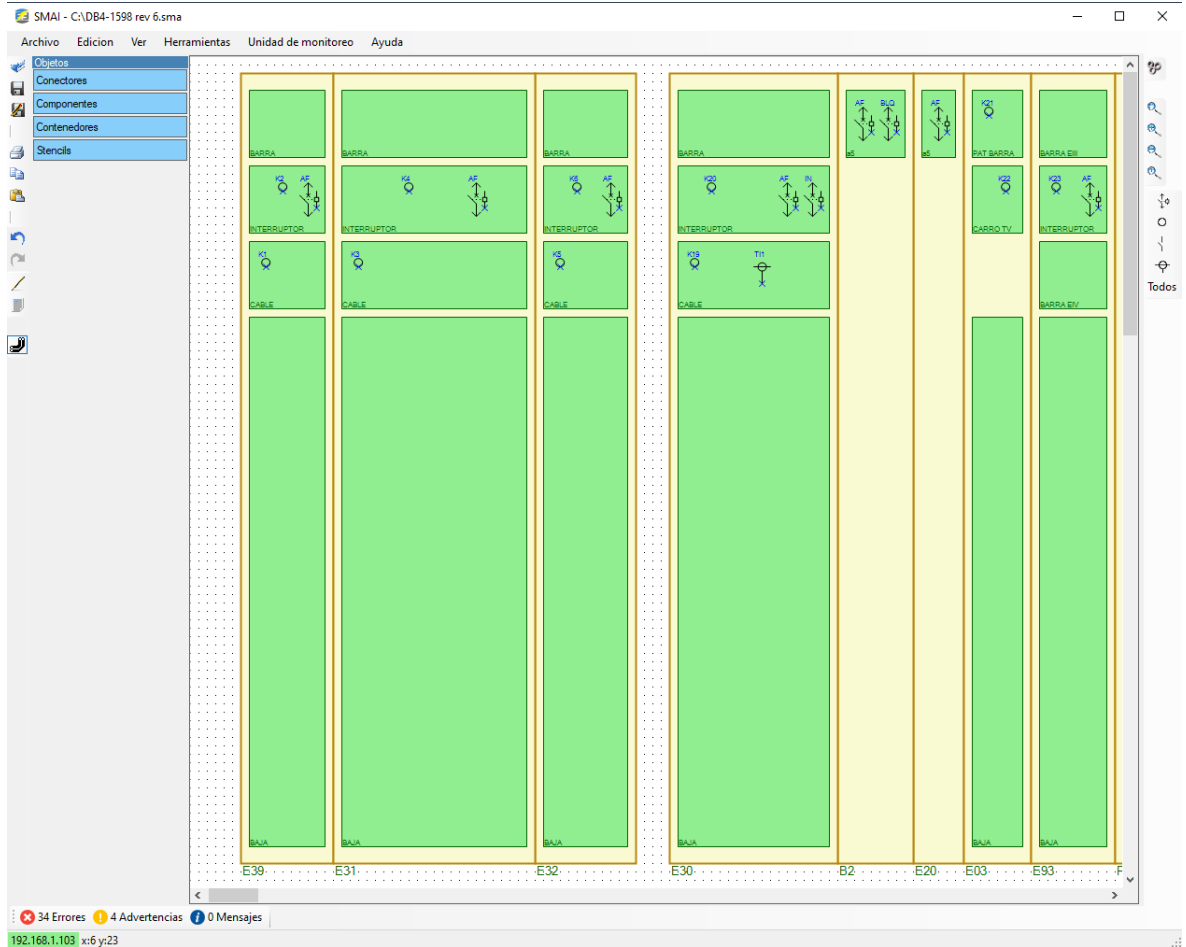 SMAI - C:\DB4-1598 rev 6.sma
Archivo Edicion Ver Herramientas Unidad de monitoreo Ayuda
Objetos
Conectores
Componentes
Contenedores
Stencils
AF BLQ AF K21
BARRA BARRA BARRA BARRA a5 a5 PAT BARRA BARRA EIII
K2 AF K4 AF K6 AF K20 AF IN K22 K23 AF
INTERRUPTOR INTERRUPTOR INTERRUPTOR INTERRUPTOR CARRO TV INTERRUPTOR
K1 K3 K5 K19 TI1
CABLE CABLE CABLE CABLE BARRA EIV
BAJA BAJA BAJA BAJA BAJA BAJA
E39 E31 E32 E30 B2 E20 E03 E93
Todos
34 Errores 4 Advertencias 0 Mensajes
192.168.1.103 x:6 y:23